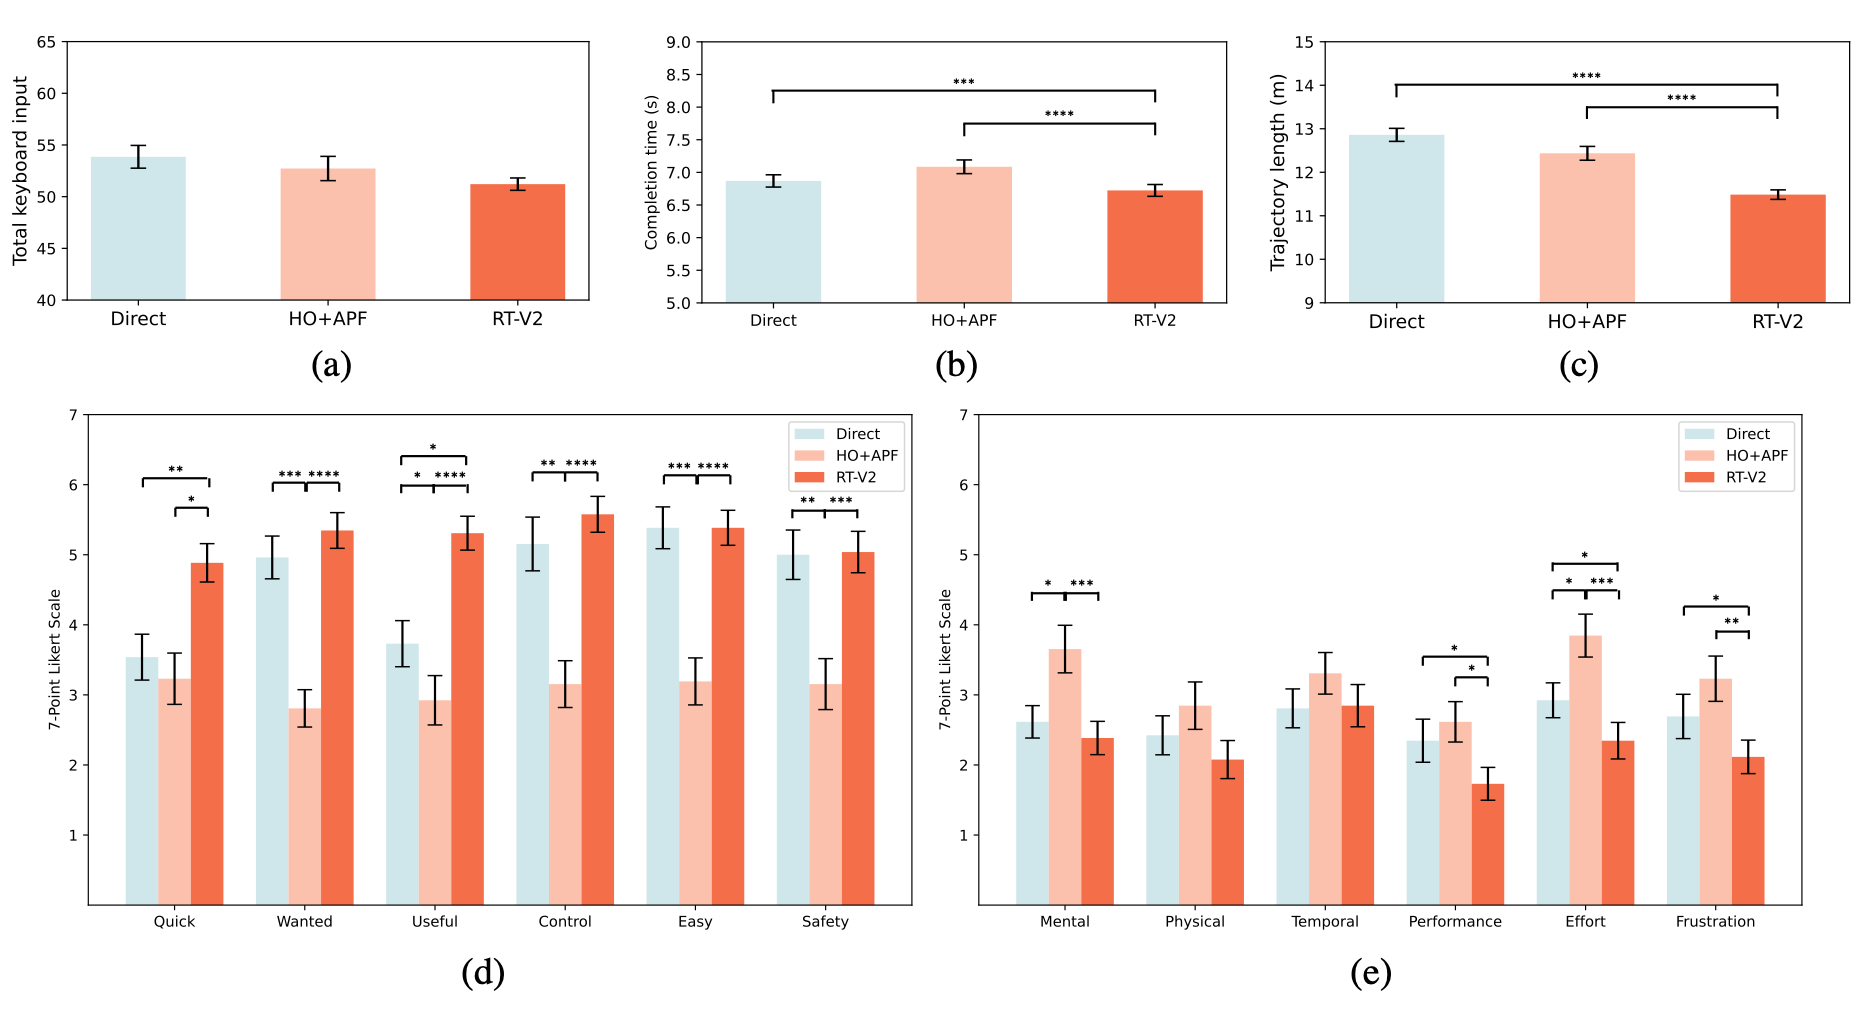 65
60
55
50
45
40
Total keyboard input
Direct HO+APF RT-V2
(a)
9.0
8.5
8.0
7.5
7.0
6.5
6.0
5.5
5.0
Completion time (s)
*** ****
Direct HO+APF RT-V2
(b)
15
14
13
12
11
10
9
Trajectory length (m)
**** ****
Direct HO+APF RT-V2
(c)
7
6
5
4
3
2
1
7-Point Likert Scale
Direct
HO+APF
RT-V2
** *
*** ****
* * ****
** ****
*** ****
** ***
Quick Wanted Useful Control Easy Safety
(d)
7
6
5
4
3
2
1
7-Point Likert Scale
Direct
HO+APF
RT-V2
* ***
* *
* * ***
* **
Mental Physical Temporal Performance Effort Frustration
(e)